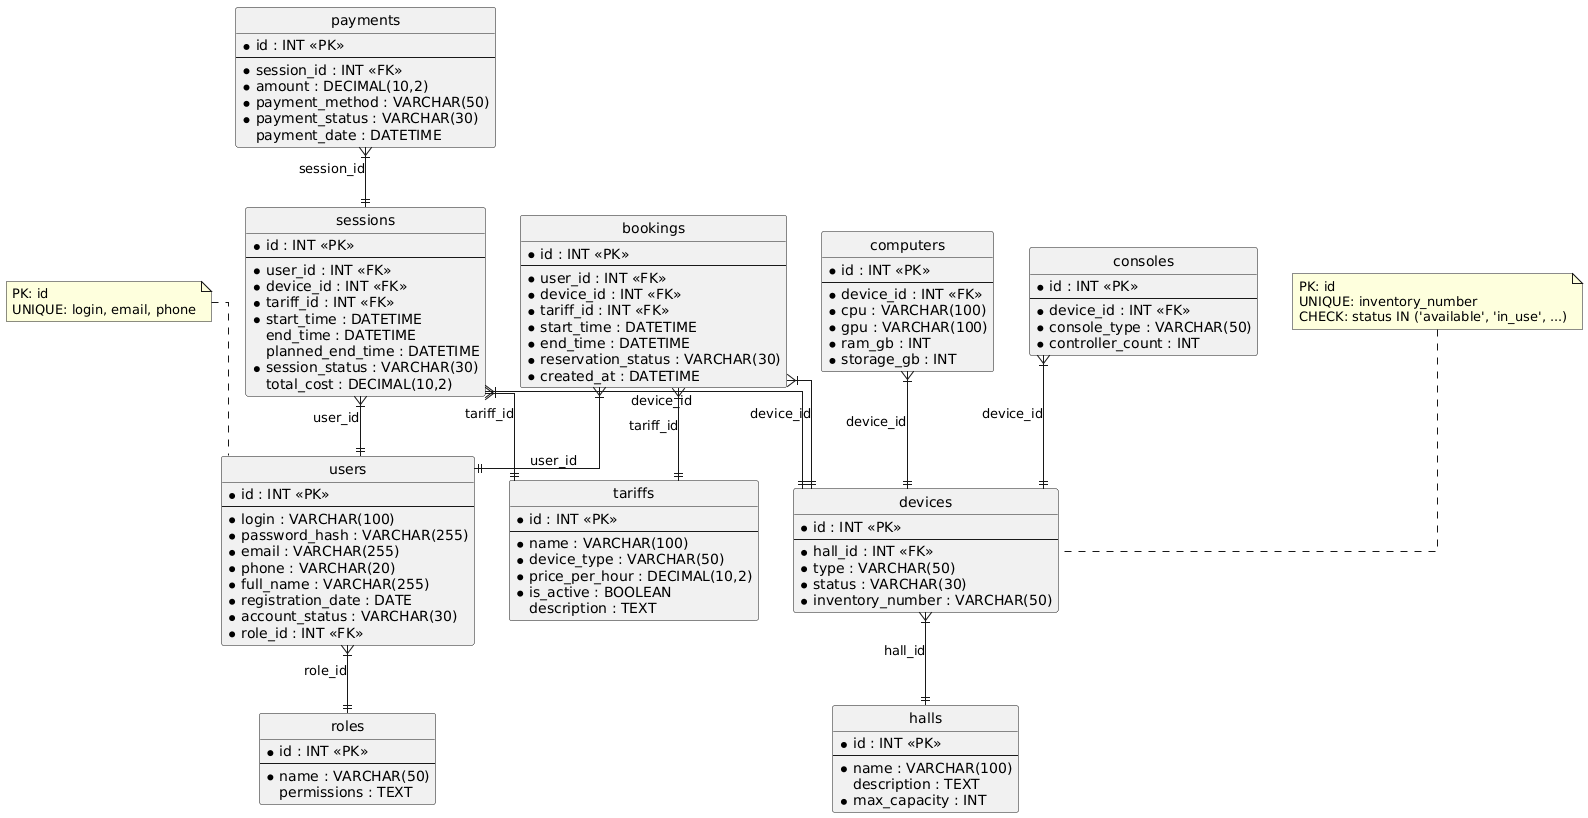 payments
id : INT «PK»
session_id : INT «FK»
amount : DECIMAL(10,2)
payment_method : VARCHAR(50)
payment_status : VARCHAR(30)
payment_date : DATETIME
session_id
sessions
id : INT «PK»
user_id : INT «FK»
device_id : INT «FK»
tariff_id : INT «FK»
start_time : DATETIME
end_time : DATETIME
planned_end_time : DATETIME
session_status : VARCHAR(30)
total_cost : DECIMAL(10,2)
bookings
id : INT «PK»
user_id : INT «FK»
device_id : INT «FK»
tariff_id : INT «FK»
start_time : DATETIME
end_time : DATETIME
reservation_status : VARCHAR(30)
created_at : DATETIME
computers
id : INT «PK»
device_id : INT «FK»
cpu : VARCHAR(100)
gpu : VARCHAR(100)
ram_gb : INT
storage_gb : INT
consoles
id : INT «PK»
device_id : INT «FK»
console_type : VARCHAR(50)
controller_count : INT
PK: id
UNIQUE: login, email, phone
PK: id
UNIQUE: inventory_number
CHECK: status IN ('available', 'in_use', ...)
user_id
tariff_id
device_id
tariff_id
device_id
device_id
device_id
user_id
users
id : INT «PK»
login : VARCHAR(100)
password_hash : VARCHAR(255)
email : VARCHAR(255)
phone : VARCHAR(20)
full_name : VARCHAR(255)
registration_date : DATE
account_status : VARCHAR(30)
role_id : INT «FK»
tariffs
id : INT «PK»
name : VARCHAR(100)
device_type : VARCHAR(50)
price_per_hour : DECIMAL(10,2)
is_active : BOOLEAN
description : TEXT
devices
id : INT «PK»
hall_id : INT «FK»
type : VARCHAR(50)
status : VARCHAR(30)
inventory_number : VARCHAR(50)
role_id
hall_id
roles
id : INT «PK»
name : VARCHAR(50)
permissions : TEXT
halls
id : INT «PK»
name : VARCHAR(100)
description : TEXT
max_capacity : INT